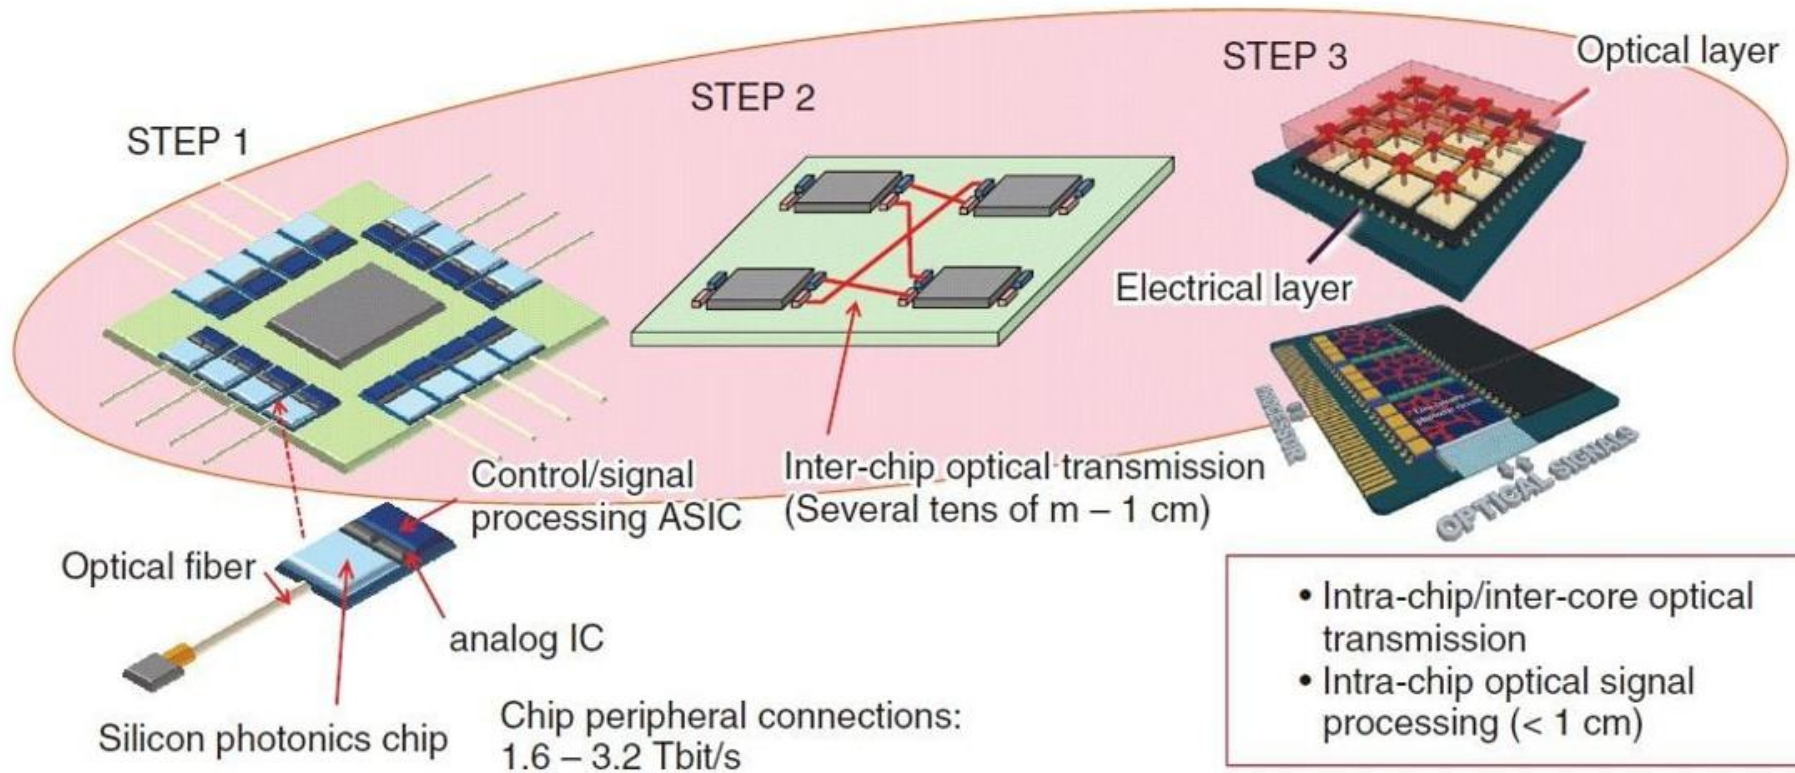 STEP 1
STEP 2
STEP 3
Optical layer
Electrical layer
Control/signal
processing ASIC
Inter-chip optical transmission
(Several tens of m – 1 cm)
OPTICAL SIGNALS
Optical fiber
analog IC
Silicon photonics chip
Chip peripheral connections:
1.6 – 3.2 Tbit/s
• Intra-chip/inter-core optical
transmission
• Intra-chip optical signal
processing (< 1 cm)